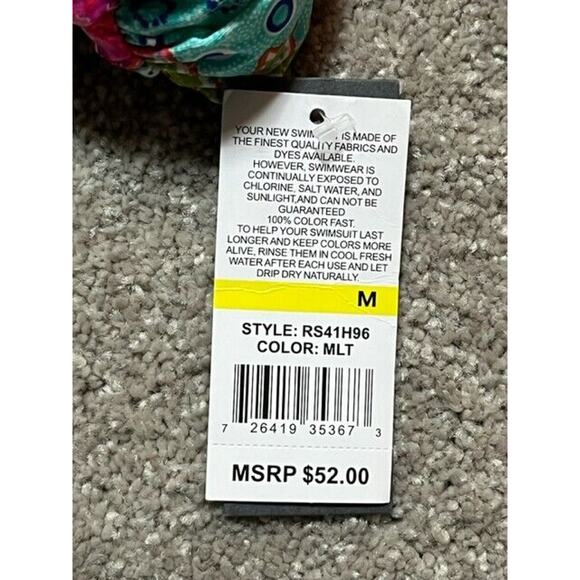 YOUR NEW SWIM IS MADE OF
THE FINEST QUALITY FABRICS AND
DYES AVAILABLE.
HOWEVER, SWIMWEAR IS
CONTINUALLY EXPOSED TO
CHLORINE, SALT WATER, AND
SUNLIGHT,AND CAN NOT BE
GUARANTEED
100% COLOR FAST.
TO HELP YOUR SWIMSUIT LAST
LONGER AND KEEP COLORS MORE
ALIVE, RINSE THEM IN COOL FRESH
WATER AFTER EACH USE AND LET
DRIP DRY NATURALLY.
M
STYLE: RS41H96
COLOR: MLT
7 26419 35367 3
MSRP $52.00